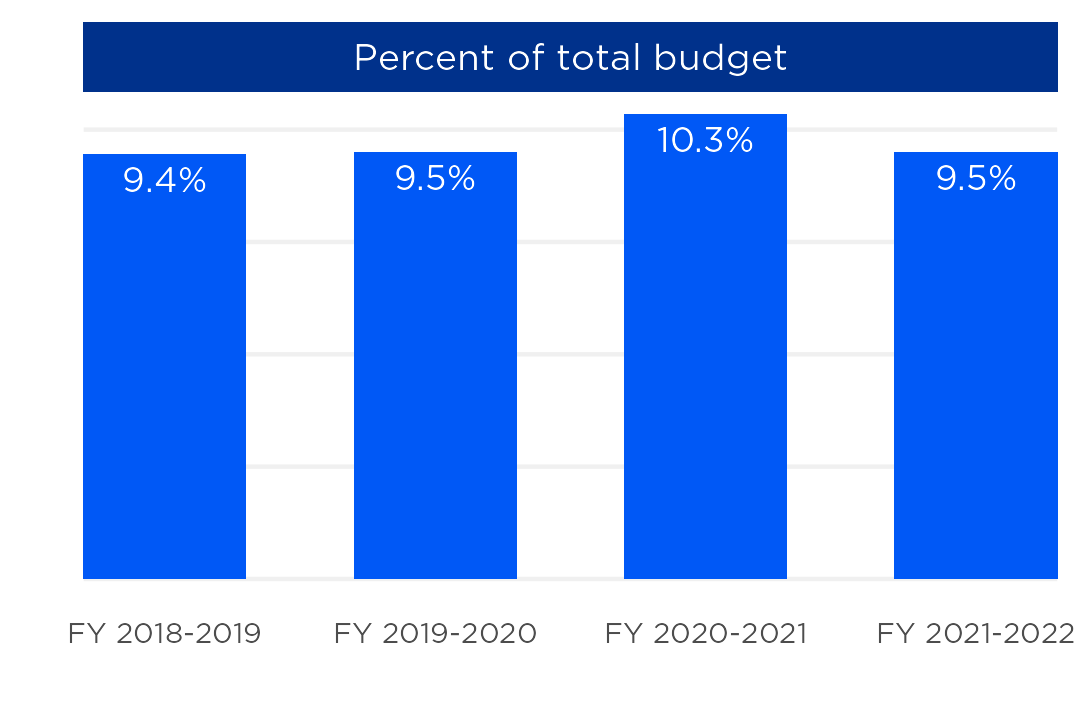 Percent of total budget
9.4%
9.5%
10.3%
9.5%
FY 2018-2019
FY 2019-2020
FY 2020-2021
FY 2021-2022